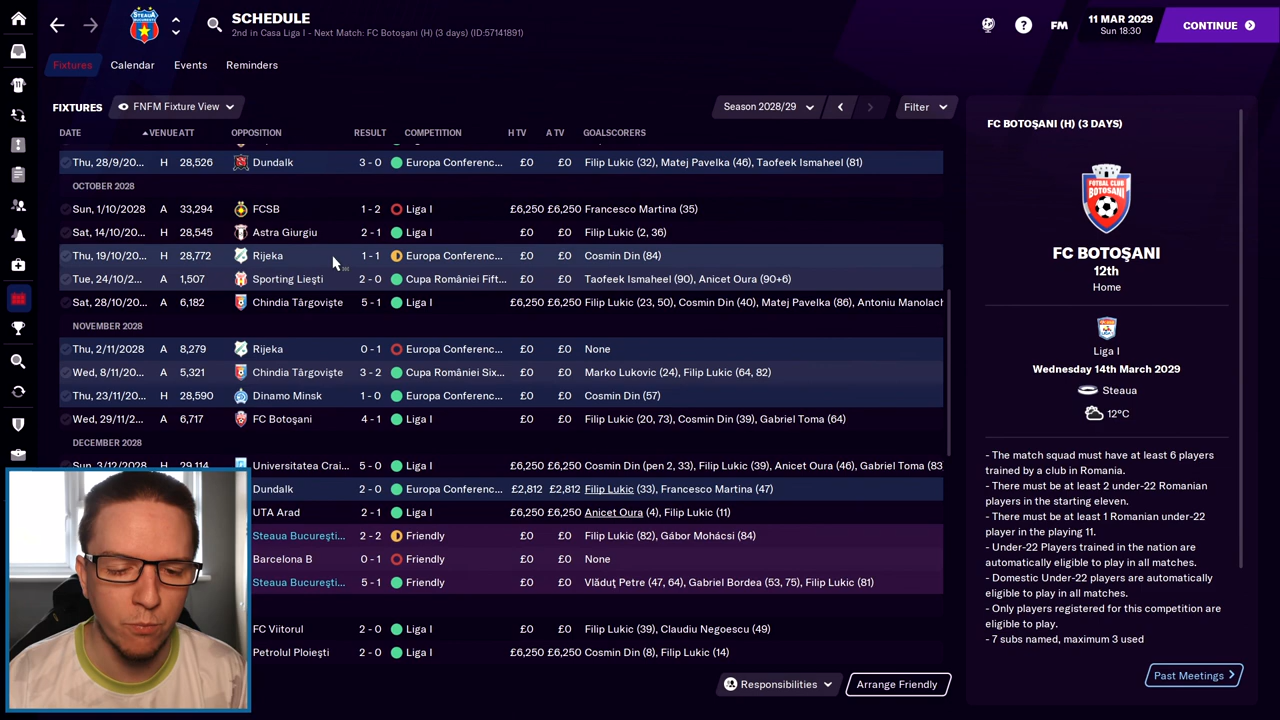 STEAUA
SCHEDULE
2nd in Casa Liga I - Next Match: FC Botoşani (H) (3 days) (ID:57141891)
FM
11 MAR 2029
Sun 18:30
CONTINUE
Fixtures Calendar Events Reminders
FIXTURES FNFM Fixture View Season 2028/29 Filter
DATE VENUE ATT OPPOSITION RESULT COMPETITION H TV A TV GOALSCORERS
Thu, 28/9/20... H 28,526 Dundalk 3 - 0 Europa Conferenc... £0 £0 Filip Lukic (32), Matej Pavelka (46), Taofeek Ismaheel (81)
OCTOBER 2028
Sun, 1/10/2028 A 33,294 FCSB 1 - 2 Liga I £6,250 £6,250 Francesco Martina (35)
Sat, 14/10/20... H 28,545 Astra Giurgiu 2 - 1 Liga I £0 £0 Filip Lukic (2, 36)
Thu, 19/10/20... H 28,772 Rijeka 1 - 1 Europa Conferenc... £0 £0 Cosmin Din (84)
Tue, 24/10/2... A 1,507 Sporting Lieşti 2 - 0 Cupa României Fift... £0 £0 Taofeek Ismaheel (90), Anicet Oura (90+6)
Sat, 28/10/20... A 6,182 Chindia Târgovişte 5 - 1 Liga I £6,250 £6,250 Filip Lukic (23, 50), Cosmin Din (40), Matej Pavelka (86), Antoniu Manolach
NOVEMBER 2028
Thu, 2/11/2028 A 8,279 Rijeka 0 - 1 Europa Conferenc... £0 £0 None
Wed, 8/11/20... A 5,321 Chindia Târgovişte 3 - 2 Cupa României Six... £0 £0 Marko Lukovic (24), Filip Lukic (64, 82)
Thu, 23/11/20... H 28,590 Dinamo Minsk 1 - 0 Europa Conferenc... £0 £0 Cosmin Din (57)
Wed, 29/11/2... A 6,717 FC Botoşani 4 - 1 Liga I £0 £0 Filip Lukic (20, 73), Cosmin Din (39), Gabriel Toma (64)
DECEMBER 2028
Sun, 3/12/2028 H 29,114 Universitatea Crai... 5 - 0 Liga I £6,250 £6,250 Cosmin Din (pen 2, 33), Filip Lukic (39), Anicet Oura (46), Gabriel Toma (83
Dundalk 2 - 0 Europa Conferenc... £2,812 £2,812 Filip Lukic (33), Francesco Martina (47)
UTA Arad 2 - 1 Liga I £6,250 £6,250 Anicet Oura (4), Filip Lukic (11)
Steaua Bucureşti... 2 - 2 Friendly £0 £0 Filip Lukic (82), Gábor Mohácsi (84)
Barcelona B 0 - 1 Friendly £0 £0 None
Steaua Bucureşti... 5 - 1 Friendly £0 £0 Vlăduţ Petre (47, 64), Gabriel Bordea (53, 75), Filip Lukic (81)
FC Viitorul 2 - 0 Liga I £0 £0 Filip Lukic (39), Claudiu Negoescu (49)
Petrolul Ploieşti 2 - 0 Liga I £6,250 £6,250 Cosmin Din (8), Filip Lukic (14)
Responsibilities Arrange Friendly
FC BOTOŞANI (H) (3 DAYS)
FOTBAL CLUB
BOTOŞANI
FC BOTOŞANI
12th
Home
Liga I
Wednesday 14th March 2029
Steaua
12°C
- The match squad must have at least 6 players
trained by a club in Romania.
- There must be at least 2 under-22 Romanian
players in the starting eleven.
- There must be at least 1 Romanian under-22
player in the playing 11.
- Under-22 Players trained in the nation are
automatically eligible to play in all matches.
- Domestic Under-22 players are automatically
eligible to play in all matches.
- Only players registered for this competition are
eligible to play.
- 7 subs named, maximum 3 used
Past Meetings